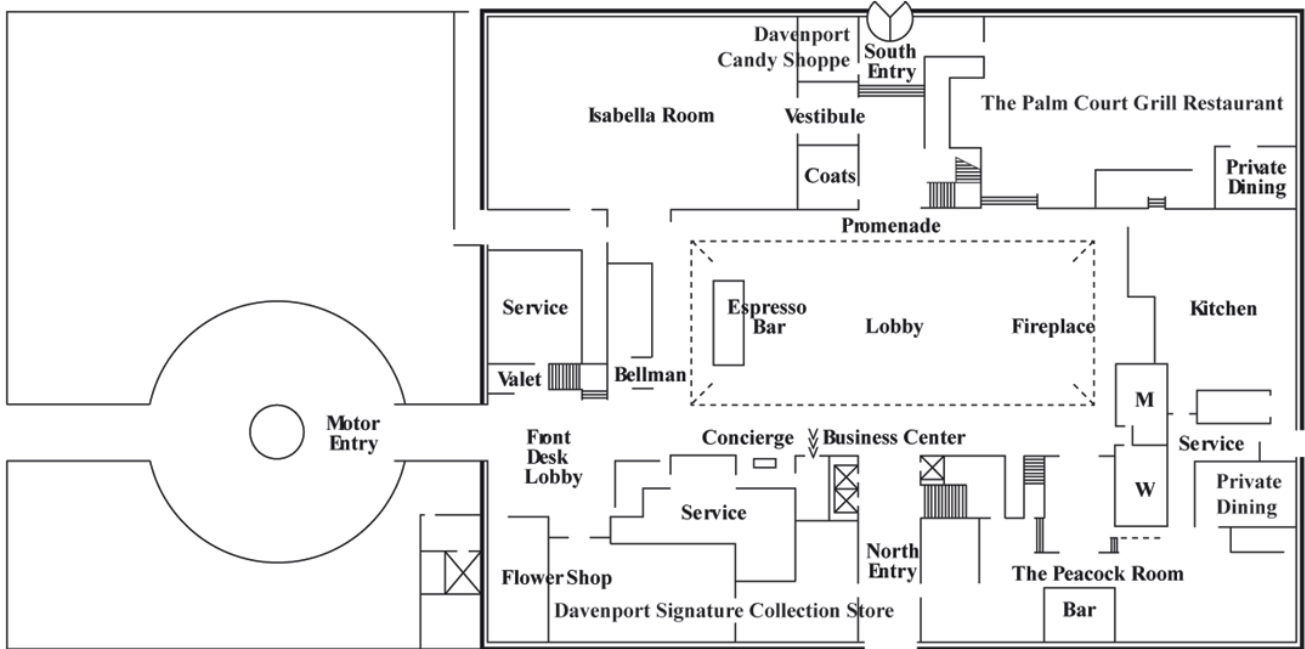 Davenport
Candy Shoppe
South
Entry
The Palm Court Grill Restaurant
Isabella Room
Vestibule
Coats
Private
Dining
Promenade
Service
Espresso
Bar
Lobby
Fireplace
Kitchen
Valet
Bellman
M
Motor
Entry
Front
Desk
Lobby
Concierge
Business Center
Service
W
Private
Dining
Service
North
Entry
Flower Shop
The Peacock Room
Davenport Signature Collection Store
Bar